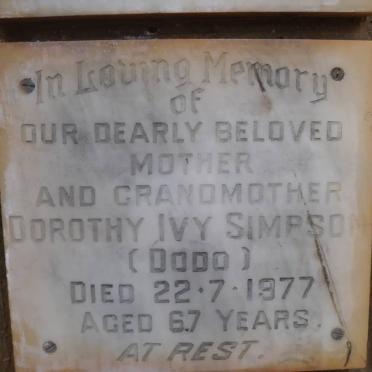 In Loving Memory
OF
OUR DEARLY BELOVED
MOTHER
AND GRANDMOTHER
DOROTHY IVY SIMPSON
(DODO)
DIED 22·7·1977
AGED 67 YEARS.
AT REST.